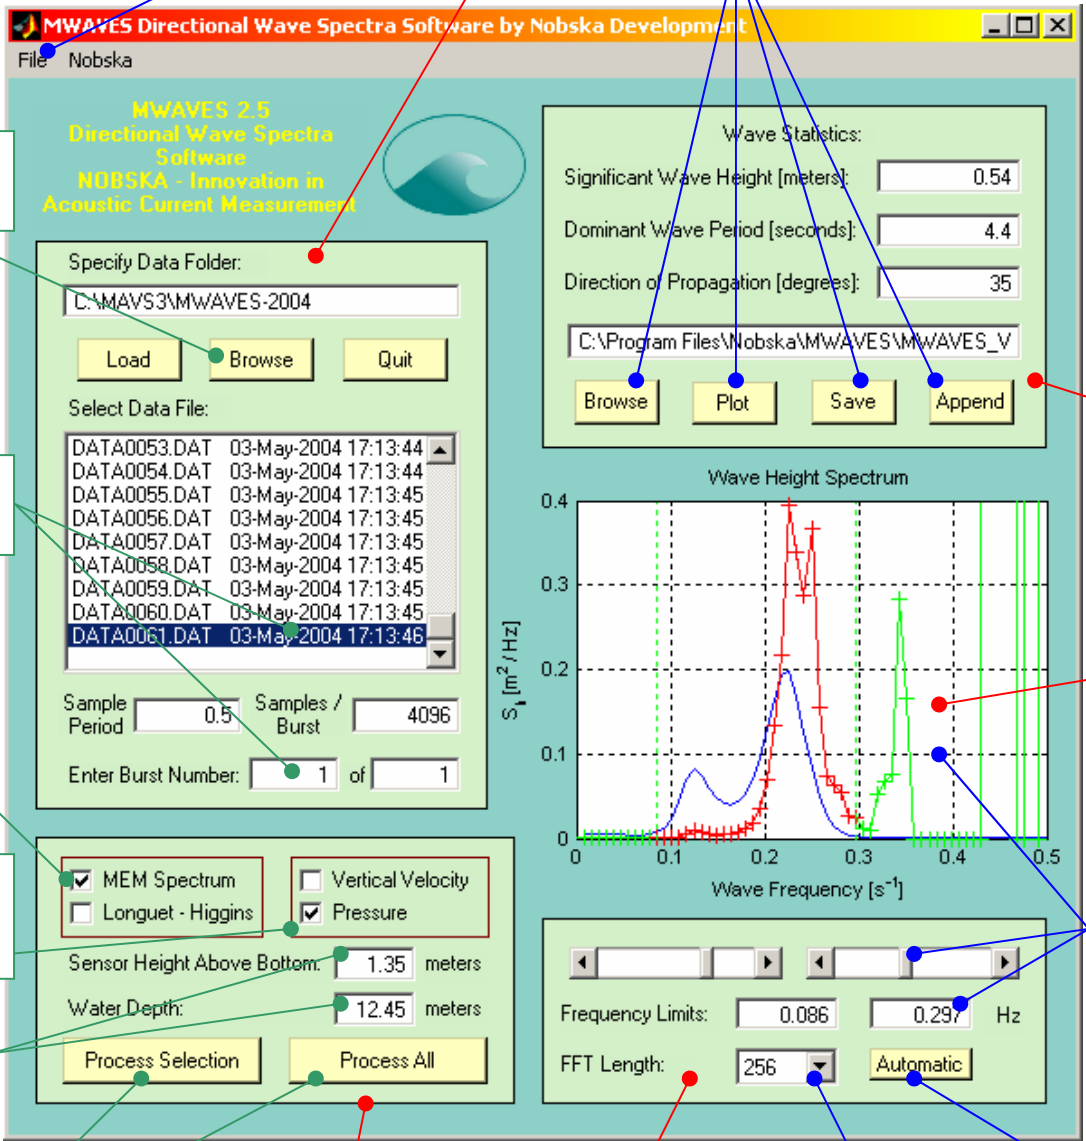 MWAVES Directional Wave Spectra Software by Nobska Development
File Nobska
MWAVES 2.5
Directional Wave Spectra
Software
NOBSKA - Innovation in
Acoustic Current Measurement
Specify Data Folder:
C:\MAVS3\MWAVES-2004
Load Browse Quit
Select Data File:
DATA0053.DAT 03-May-2004 17:13:44
DATA0054.DAT 03-May-2004 17:13:44
DATA0055.DAT 03-May-2004 17:13:45
DATA0056.DAT 03-May-2004 17:13:45
DATA0057.DAT 03-May-2004 17:13:45
DATA0058.DAT 03-May-2004 17:13:45
DATA0059.DAT 03-May-2004 17:13:45
DATA0060.DAT 03-May-2004 17:13:45
DATA0061.DAT 03-May-2004 17:13:46
Sample Period 0.5 Samples / Burst 4096
Enter Burst Number: 1 of 1
MEM Spectrum
Longuet - Higgins
Vertical Velocity
Pressure
Sensor Height Above Bottom: 1.35 meters
Water Depth: 12.45 meters
Process Selection Process All
Wave Statistics:
Significant Wave Height [meters]: 0.54
Dominant Wave Period [seconds]: 4.4
Direction of Propagation [degrees]: 35
C:\Program Files\Nobska\MWAVES\MWAVES_V
Browse Plot Save Append
Wave Height Spectrum
0.4
0.3
0.2
0.1
0
S_h [m²/Hz]
0 0.1 0.2 0.3 0.4 0.5
Wave Frequency [s⁻¹]
Frequency Limits: 0.086 0.297 Hz
FFT Length: 256 Automatic